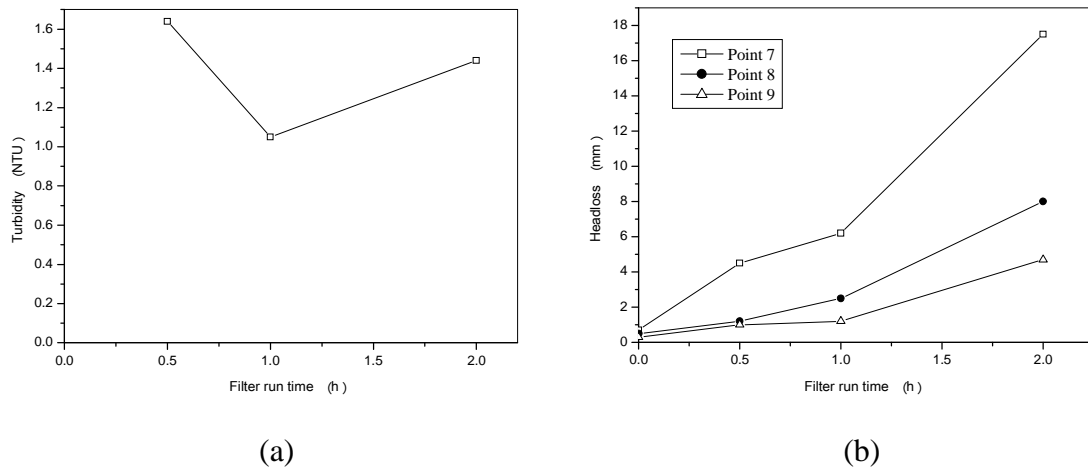 1.6
1.4
1.2
1.0
0.8
0.6
0.4
0.2
0.0
Turbidity (NTU)
0.0 0.5 1.0 1.5 2.0
Filter run time (h)
(a)
18
16
14
12
10
8
6
4
2
0
Headloss (mm)
Point 7
Point 8
Point 9
0.0 0.5 1.0 1.5 2.0
Filter run time (h)
(b)